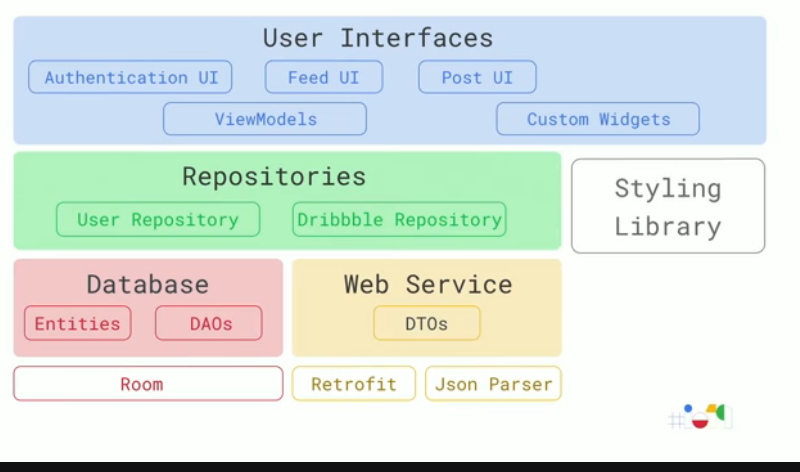 User Interfaces
Authentication UI
Feed UI
Post UI
ViewModels
Custom Widgets
Repositories
User Repository
Dribbble Repository
Styling
Library
Database
Entities
DAOs
Web Service
DTOs
Room
Retrofit
Json Parser